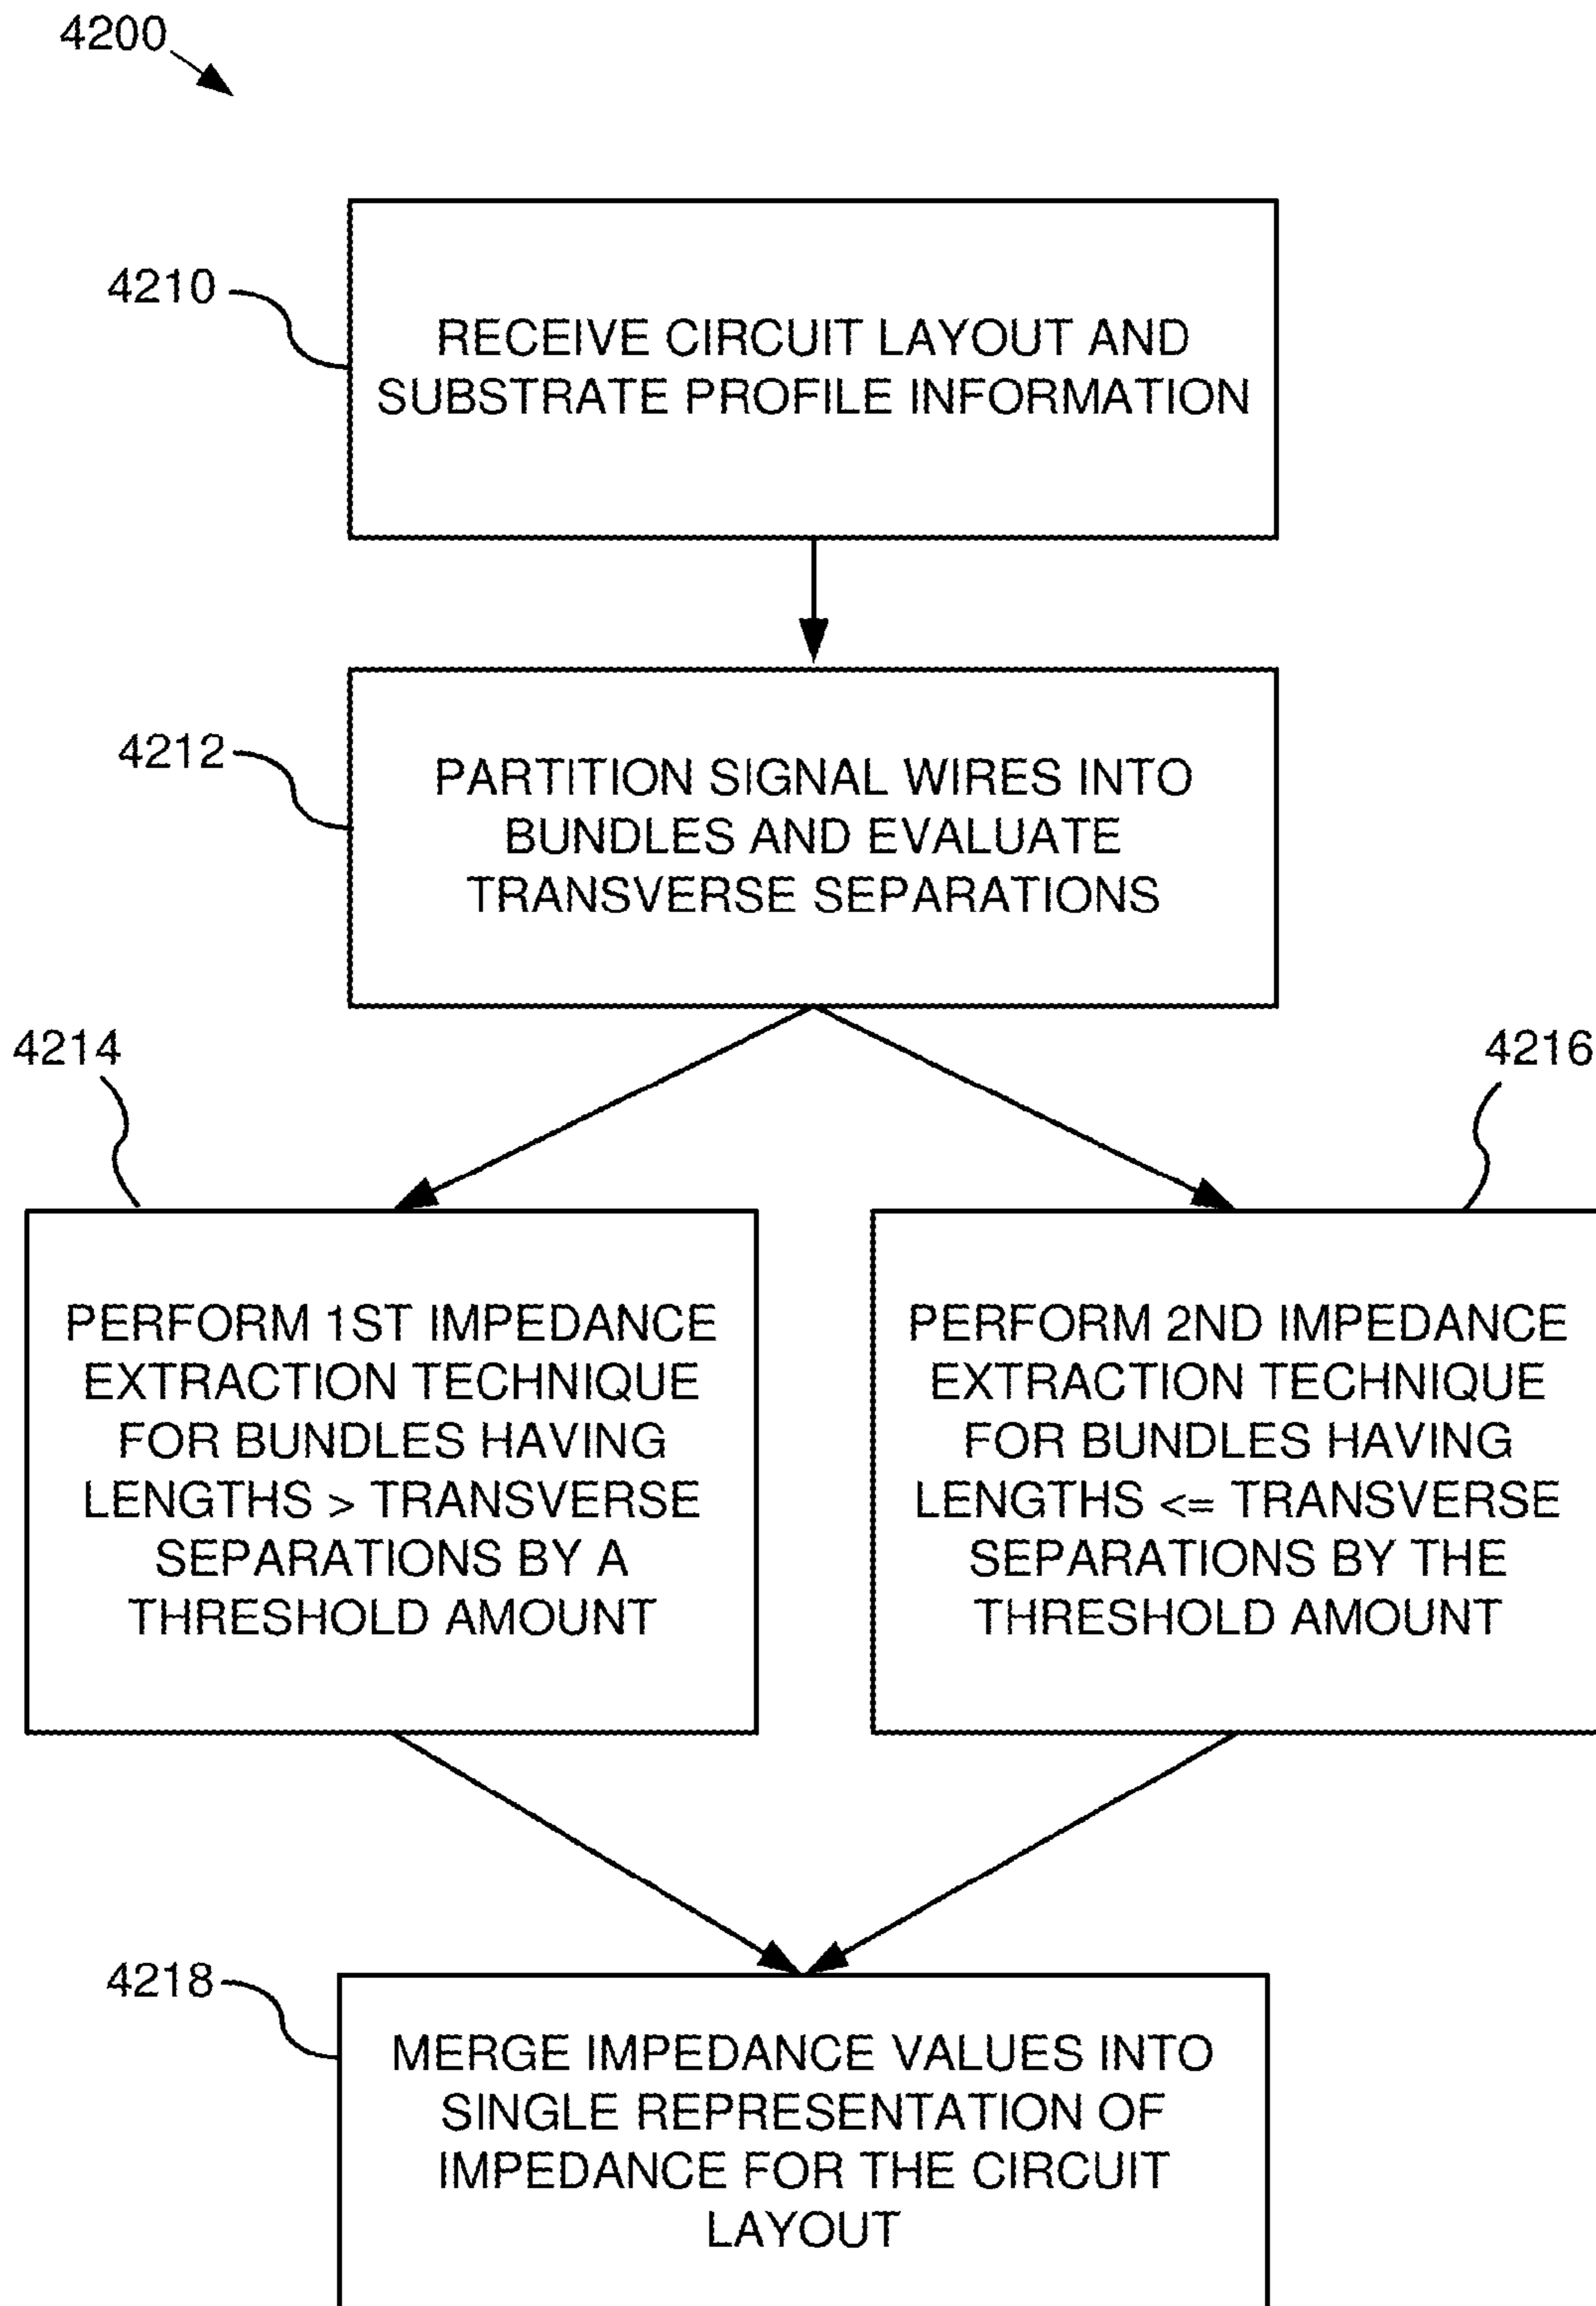 4200
4210
RECEIVE CIRCUIT LAYOUT AND
SUBSTRATE PROFILE INFORMATION
4212
PARTITION SIGNAL WIRES INTO
BUNDLES AND EVALUATE
TRANSVERSE SEPARATIONS
4214
4216
PERFORM 1ST IMPEDANCE
EXTRACTION TECHNIQUE
FOR BUNDLES HAVING
LENGTHS > TRANSVERSE
SEPARATIONS BY A
THRESHOLD AMOUNT
PERFORM 2ND IMPEDANCE
EXTRACTION TECHNIQUE
FOR BUNDLES HAVING
LENGTHS <= TRANSVERSE
SEPARATIONS BY THE
THRESHOLD AMOUNT
4218
MERGE IMPEDANCE VALUES INTO
SINGLE REPRESENTATION OF
IMPEDANCE FOR THE CIRCUIT
LAYOUT